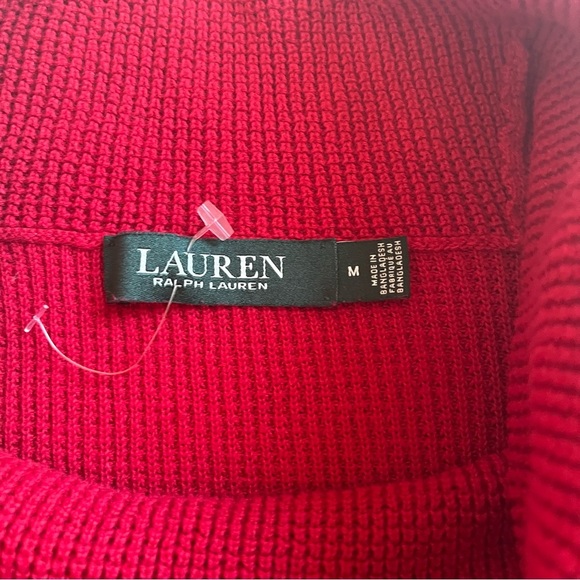 LAUREN
RALPH LAUREN
M
MADE IN
BANGLADESH
FABRIQUÉ AU
BANGLADESH